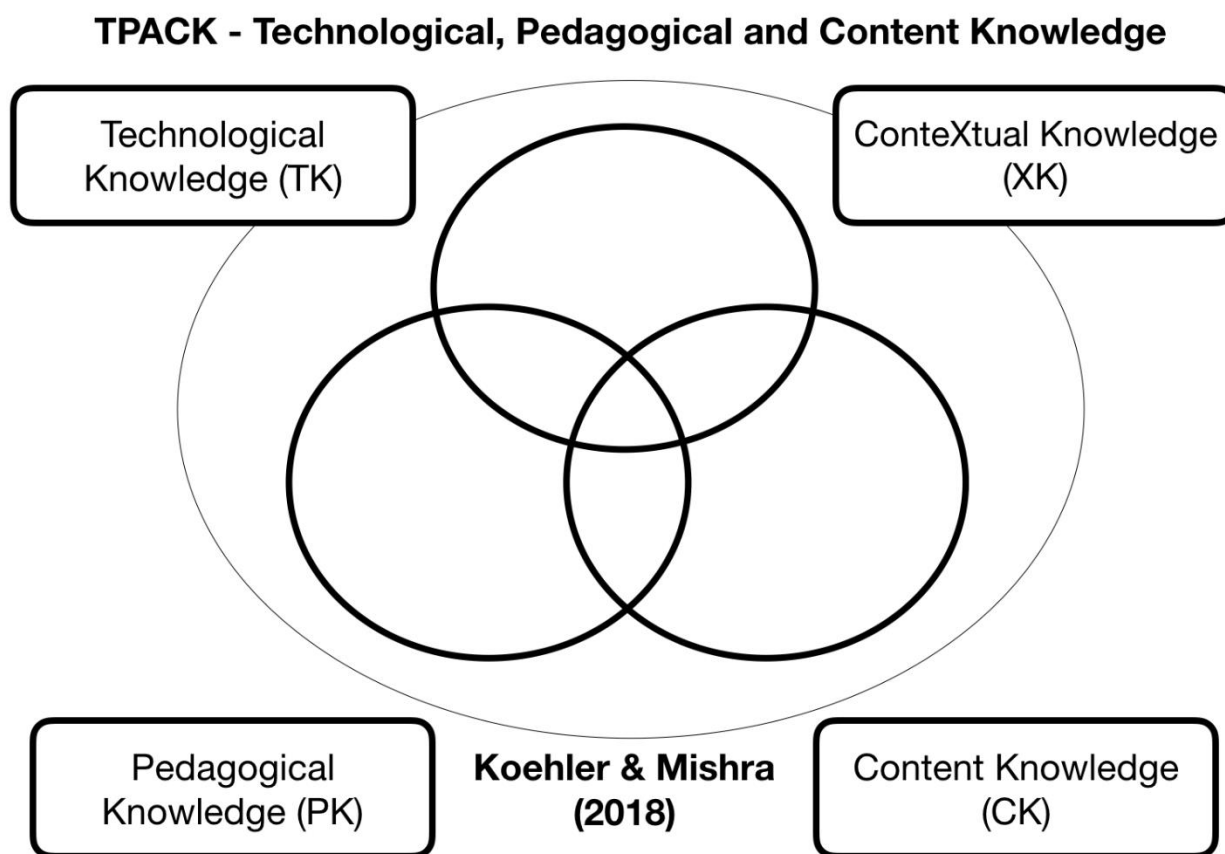 TPACK - Technological, Pedagogical and Content Knowledge
Technological
Knowledge (TK)
ConteXtual Knowledge
(XK)
Pedagogical
Knowledge (PK)
Koehler & Mishra
(2018)
Content Knowledge
(CK)